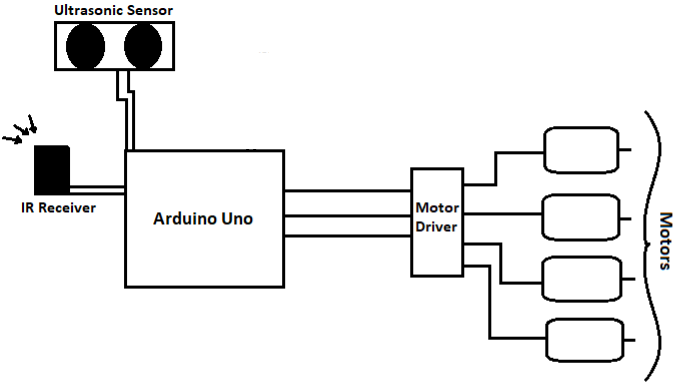 Ultrasonic Sensor
IR Receiver
Arduino Uno
Motor
Driver
Motors